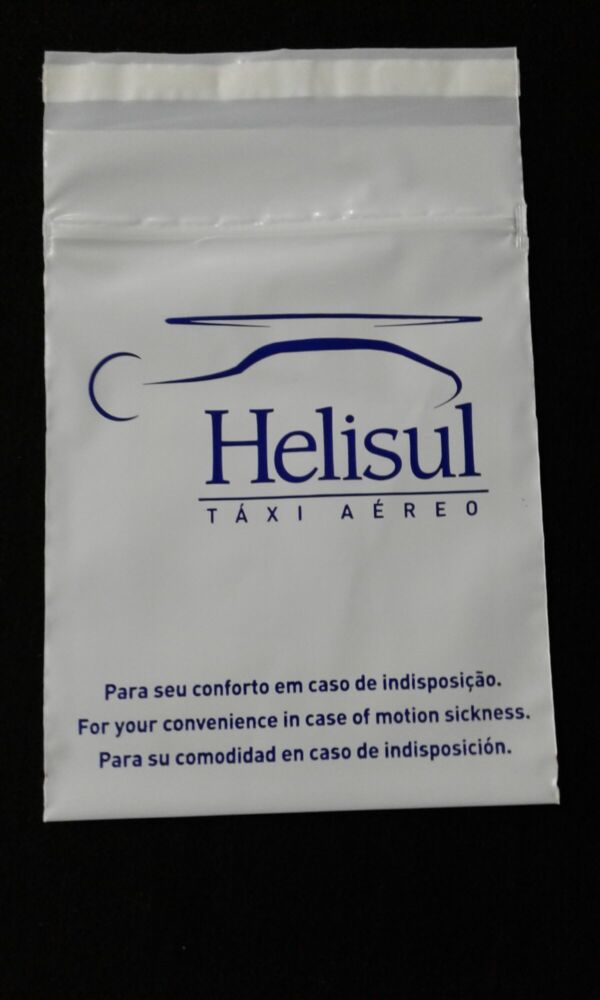 Helisul
TÁXI AÉREO
Para seu conforto em caso de indisposição.
For your convenience in case of motion sickness.
Para su comodidad en caso de indisposición.